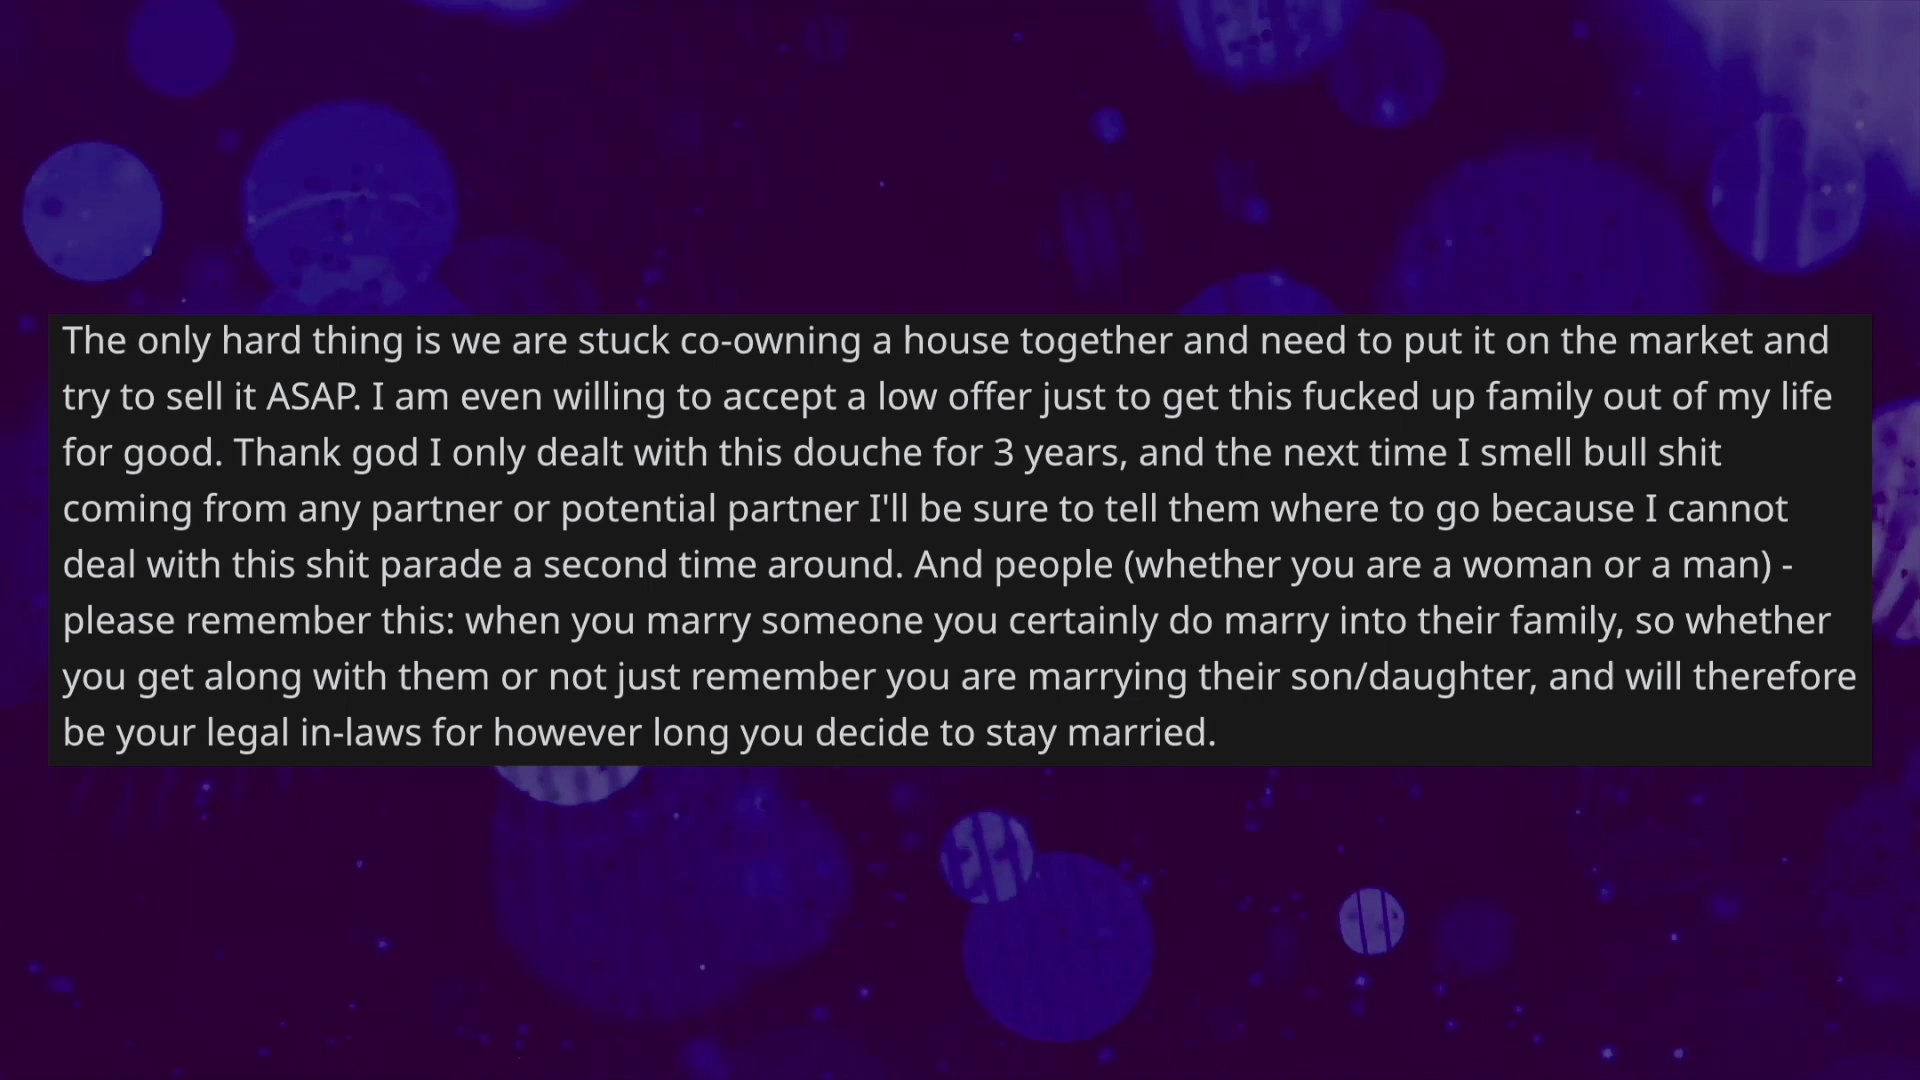 The only hard thing is we are stuck co-owning a house together and need to put it on the market and
try to sell it ASAP. I am even willing to accept a low offer just to get this fucked up family out of my life
for good. Thank god I only dealt with this douche for 3 years, and the next time I smell bull shit
coming from any partner or potential partner I'll be sure to tell them where to go because I cannot
deal with this shit parade a second time around. And people (whether you are a woman or a man) -
please remember this: when you marry someone you certainly do marry into their family, so whether
you get along with them or not just remember you are marrying their son/daughter, and will therefore
be your legal in-laws for however long you decide to stay married.